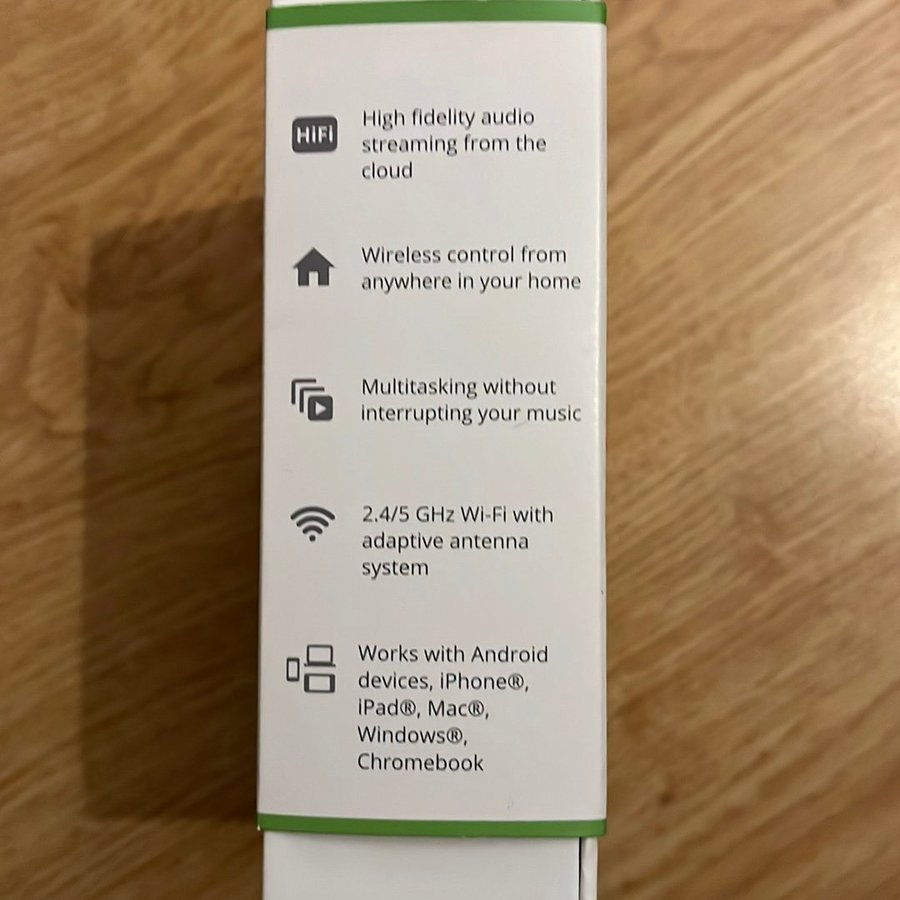 HiFi
High fidelity audio
streaming from the
cloud
Wireless control from
anywhere in your home
Multitasking without
interrupting your music
2.4/5 GHz Wi-Fi with
adaptive antenna
system
Works with Android
devices, iPhone®,
iPad®, Mac®,
Windows®,
Chromebook